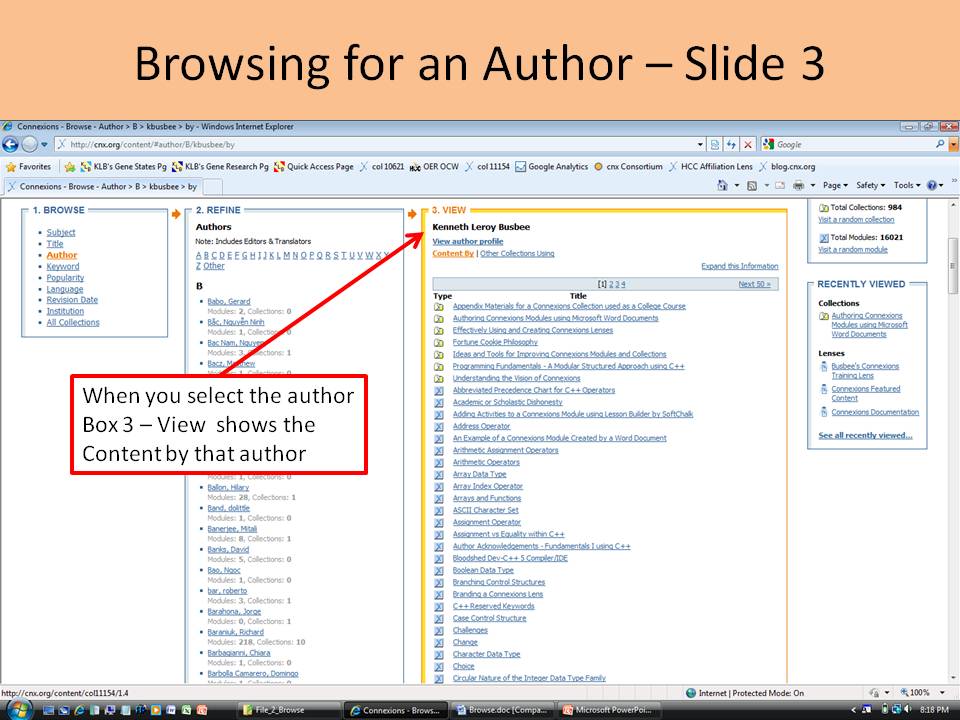 Browsing for an Author – Slide 3
Connexions - Browse - Author > B > kbusbee > by - Windows Internet Explorer
http://cnx.org/content/#author/B/kbusbee/by
Google
Favorites
KLB's Gene States Pg
KLB's Gene Research Pg
Quick Access Page
col 10621
OER OCW
col 11154
Google Analytics
cnx Consortium
HCC Affiliation Lens
blog.cnx.org
Connexions - Browse - Author > B > kbusbee > by
Page
Safety
Tools
1. BROWSE
Subject
Title
Author
Keyword
Popularity
Language
Revision Date
Institution
All Collections
2. REFINE
Authors
Note: Includes Editors & Translators
A B C D E F G H I J K L M N O P Q R S T U V W X Y
Z Other
B
Babo, Gerard
Modules: 2, Collections: 0
Bắc, Nguyễn Ninh
Modules: 1, Collections: 0
Bac Nam, Nguyen
Modules: 3, Collections: 1
When you select the author
Box 3 – View shows the
Content by that author
Modules: 1, Collections: 0
Ballon, Hilary
Modules: 28, Collections: 1
Band, dolittle
Modules: 1, Collections: 0
Banerjee, Mitali
Modules: 8, Collections: 1
Banks, David
Modules: 5, Collections: 0
Bao, Ngoc
Modules: 1, Collections: 0
bar, roberto
Modules: 3, Collections: 1
Barahona, Jorge
Modules: 1, Collections: 0
Baraniuk, Richard
Modules: 218, Collections: 10
Barbagianni, Chiara
Modules: 1, Collections: 0
Barbolla Camarero, Domingo
Modules: 1, Collections: 0
3. VIEW
Kenneth Leroy Busbee
View author profile
Content By | Other Collections Using
Expand this Information
[1] 2 3 4
Next 50 »
Type Title
Appendix Materials for a Connexions Collection used as a College Course
Authoring Connexions Modules using Microsoft Word Documents
Effectively Using and Creating Connexions Lenses
Fortune Cookie Philosophy
Ideas and Tools for Improving Connexions Modules and Collections
Programming Fundamentals - A Modular Structured Approach using C++
Understanding the Vision of Connexions
Abbreviated Precedence Chart for C++ Operators
Academic or Scholastic Dishonesty
Adding Activities to a Connexions Module using Lesson Builder by SoftChalk
Address Operator
An Example of a Connexions Module Created by a Word Document
Arithmetic Assignment Operators
Arithmetic Operators
Array Data Type
Array Index Operator
Arrays and Functions
ASCII Character Set
Assignment Operator
Assignment vs Equality within C++
Author Acknowledgements - Fundamentals I using C++
Bloodshed Dev-C++ 5 Compiler/IDE
Boolean Data Type
Branching Control Structures
Branding a Connexions Lens
C++ Reserved Keywords
Case Control Structure
Challenges
Change
Character Data Type
Choice
Circular Nature of the Integer Data Type Family
Total Collections: 984
Visit a random collection
Total Modules: 16021
Visit a random module
RECENTLY VIEWED
Collections
Authoring Connexions
Modules using Microsoft
Word Documents
Lenses
Busbee's Connexions
Training Lens
Connexions Featured
Content
Connexions Documentation
See all recently viewed...
http://cnx.org/content/col11154/1.4
Internet | Protected Mode: On
100%
File_2_Browse
Connexions - Brows...
Browse.doc [Compa...
Microsoft PowerPoi...
8:18 PM